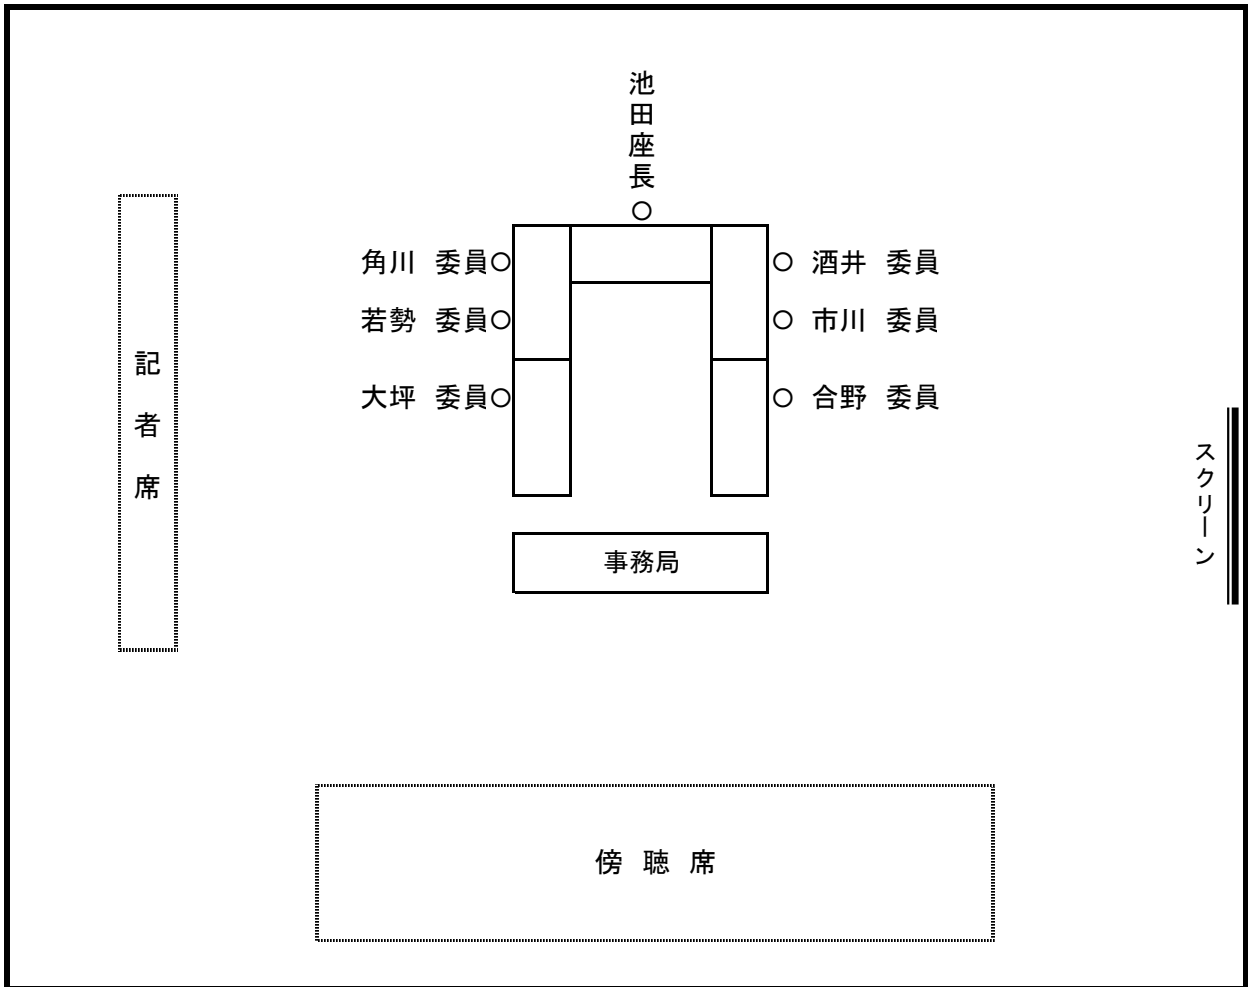 池田座長
○
角川 委員○
○ 酒井 委員
若勢 委員○
○ 市川 委員
大坪 委員○
○ 合野 委員
記者席
スクリーン
事務局
傍聴席